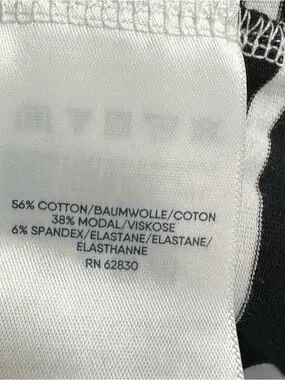 56% COTTON/BAUMWOLLE/COTON
38% MODAL/VISKOSE
6% SPANDEX/ELASTANE/ELASTANE/
ELASTHANNE
RN 62830